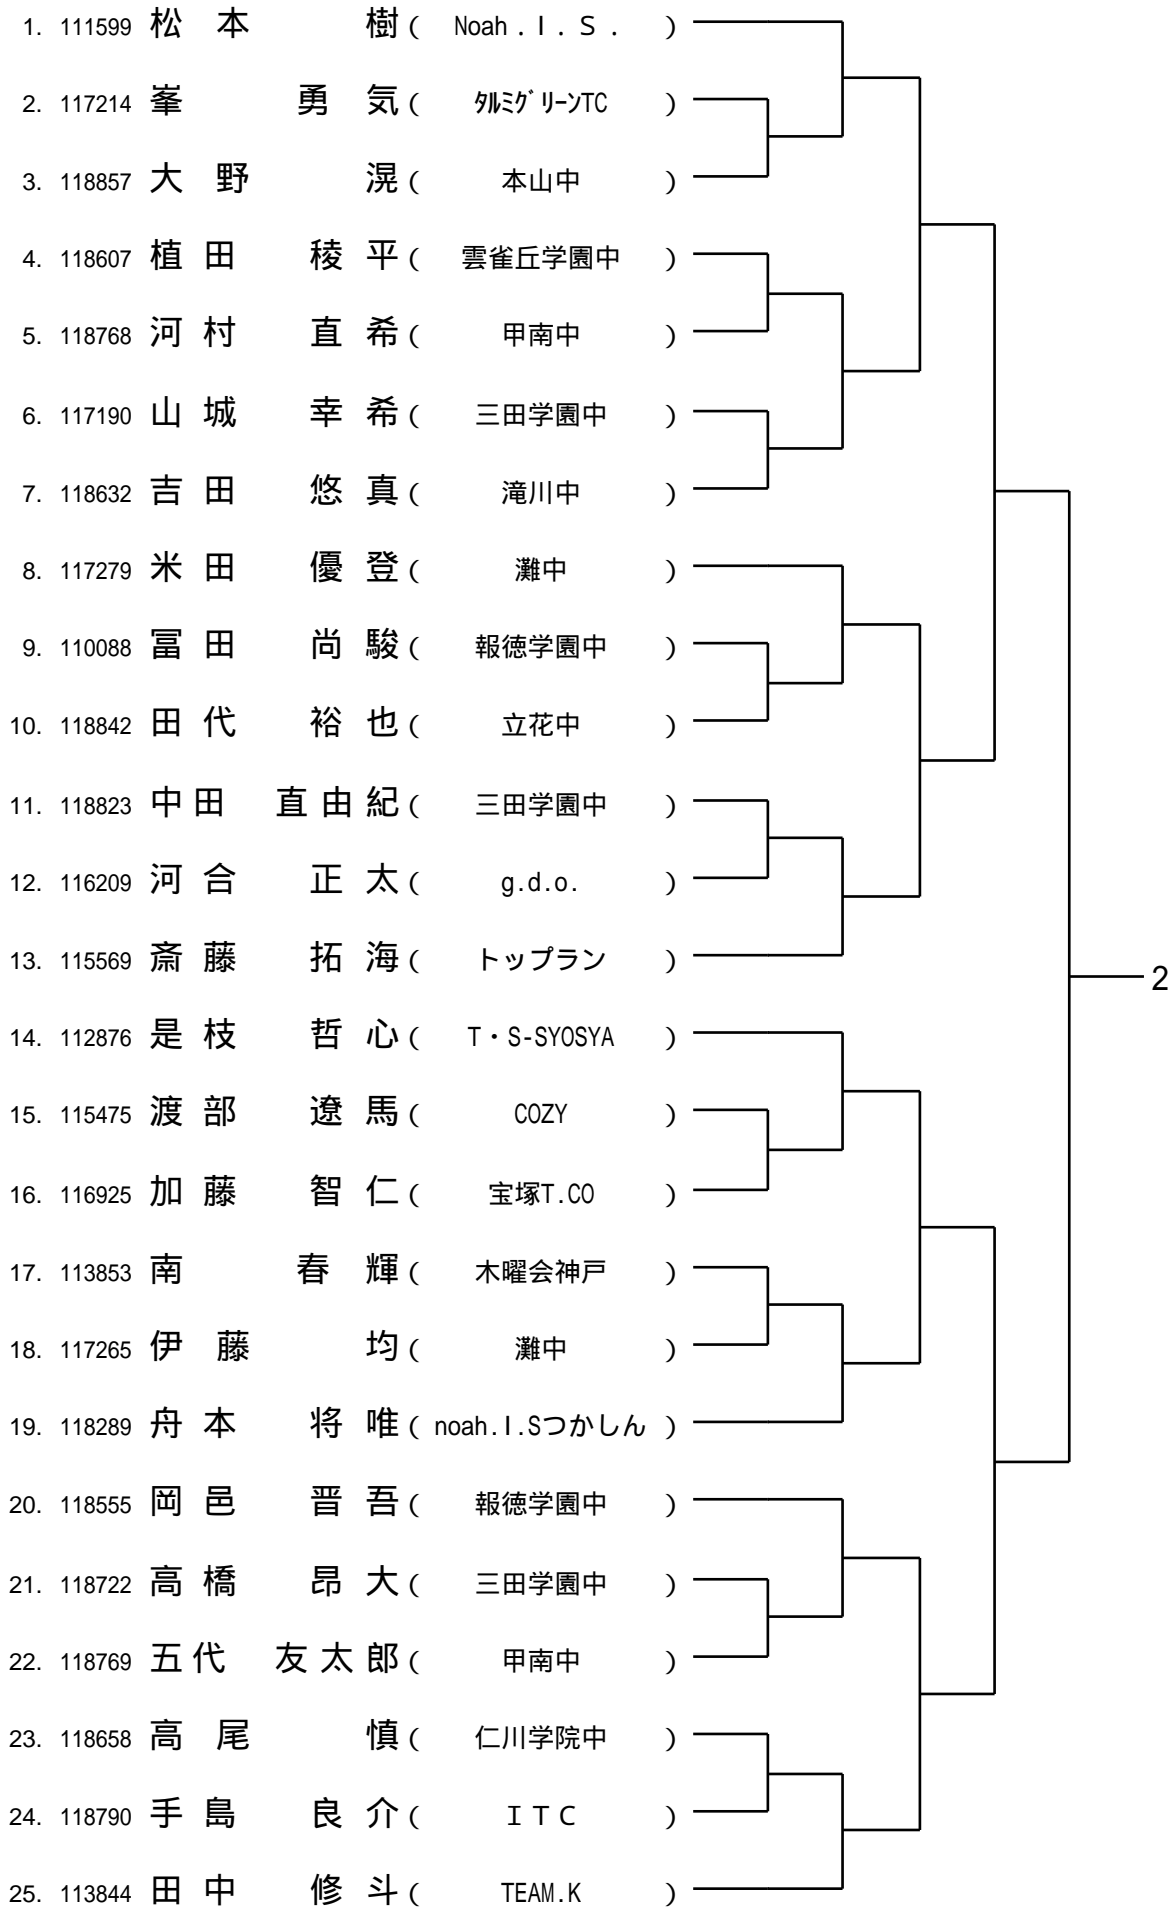 1. 111599 松本 樹 ( Noah.I.S. )
2. 117214 峯 勇気 ( ﾀﾙﾐｸﾞﾘｰﾝTC )
3. 118857 大野 滉 ( 本山中 )
4. 118607 植田 稜平 ( 雲雀丘学園中 )
5. 118768 河村 直希 ( 甲南中 )
6. 117190 山城 幸希 ( 三田学園中 )
7. 118632 吉田 悠真 ( 滝川中 )
8. 117279 米田 優登 ( 灘中 )
9. 110088 冨田 尚駿 ( 報徳学園中 )
10. 118842 田代 裕也 ( 立花中 )
11. 118823 中田 直由紀 ( 三田学園中 )
12. 116209 河合 正太 ( g.d.o. )
13. 115569 斎藤 拓海 ( トップラン )
2
14. 112876 是枝 哲心 ( T・S-SYOSYA )
15. 115475 渡部 遼馬 ( COZY )
16. 116925 加藤 智仁 ( 宝塚T.CO )
17. 113853 南 春輝 ( 木曜会神戸 )
18. 117265 伊藤 均 ( 灘中 )
19. 118289 舟本 将唯 ( noah.I.Sつかしん )
20. 118555 岡邑 晋吾 ( 報徳学園中 )
21. 118722 高橋 昂大 ( 三田学園中 )
22. 118769 五代 友太郎 ( 甲南中 )
23. 118658 高尾 慎 ( 仁川学院中 )
24. 118790 手島 良介 ( ＩＴＣ )
25. 113844 田中 修斗 ( TEAM.K )